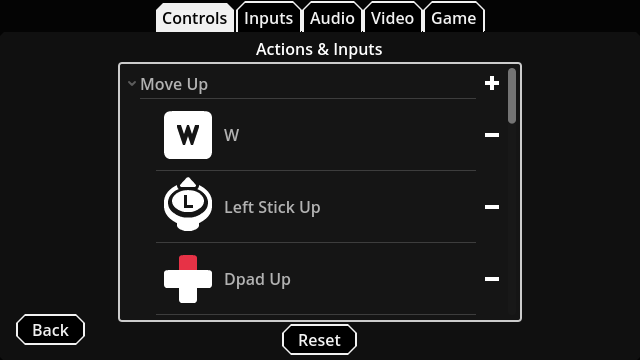 Controls Inputs Audio Video Game
Actions & Inputs
Move Up
W W
L Left Stick Up
Dpad Up
Back
Reset